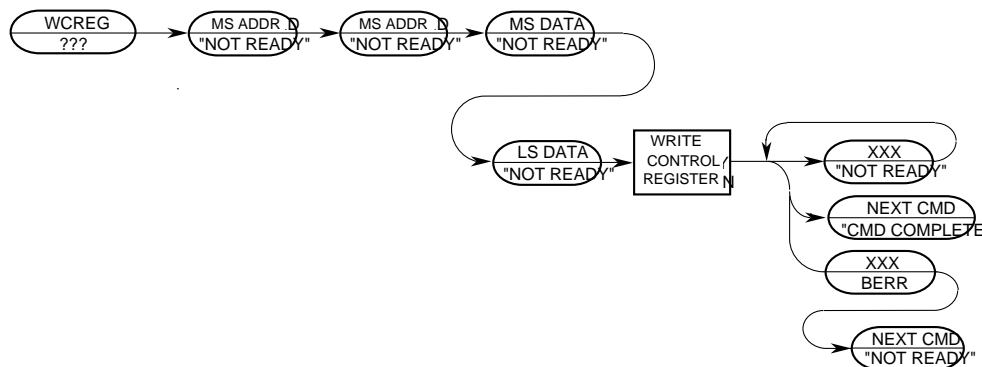 WCREG
???
MS ADDR
"NOT READY"
MS ADDR
"NOT READY"
MS DATA
"NOT READY"
LS DATA
"NOT READY"
WRITE
CONTROL
REGISTER
XXX
"NOT READY"
NEXT CMD
"CMD COMPLETE
XXX
BERR
NEXT CMD
"NOT READY"